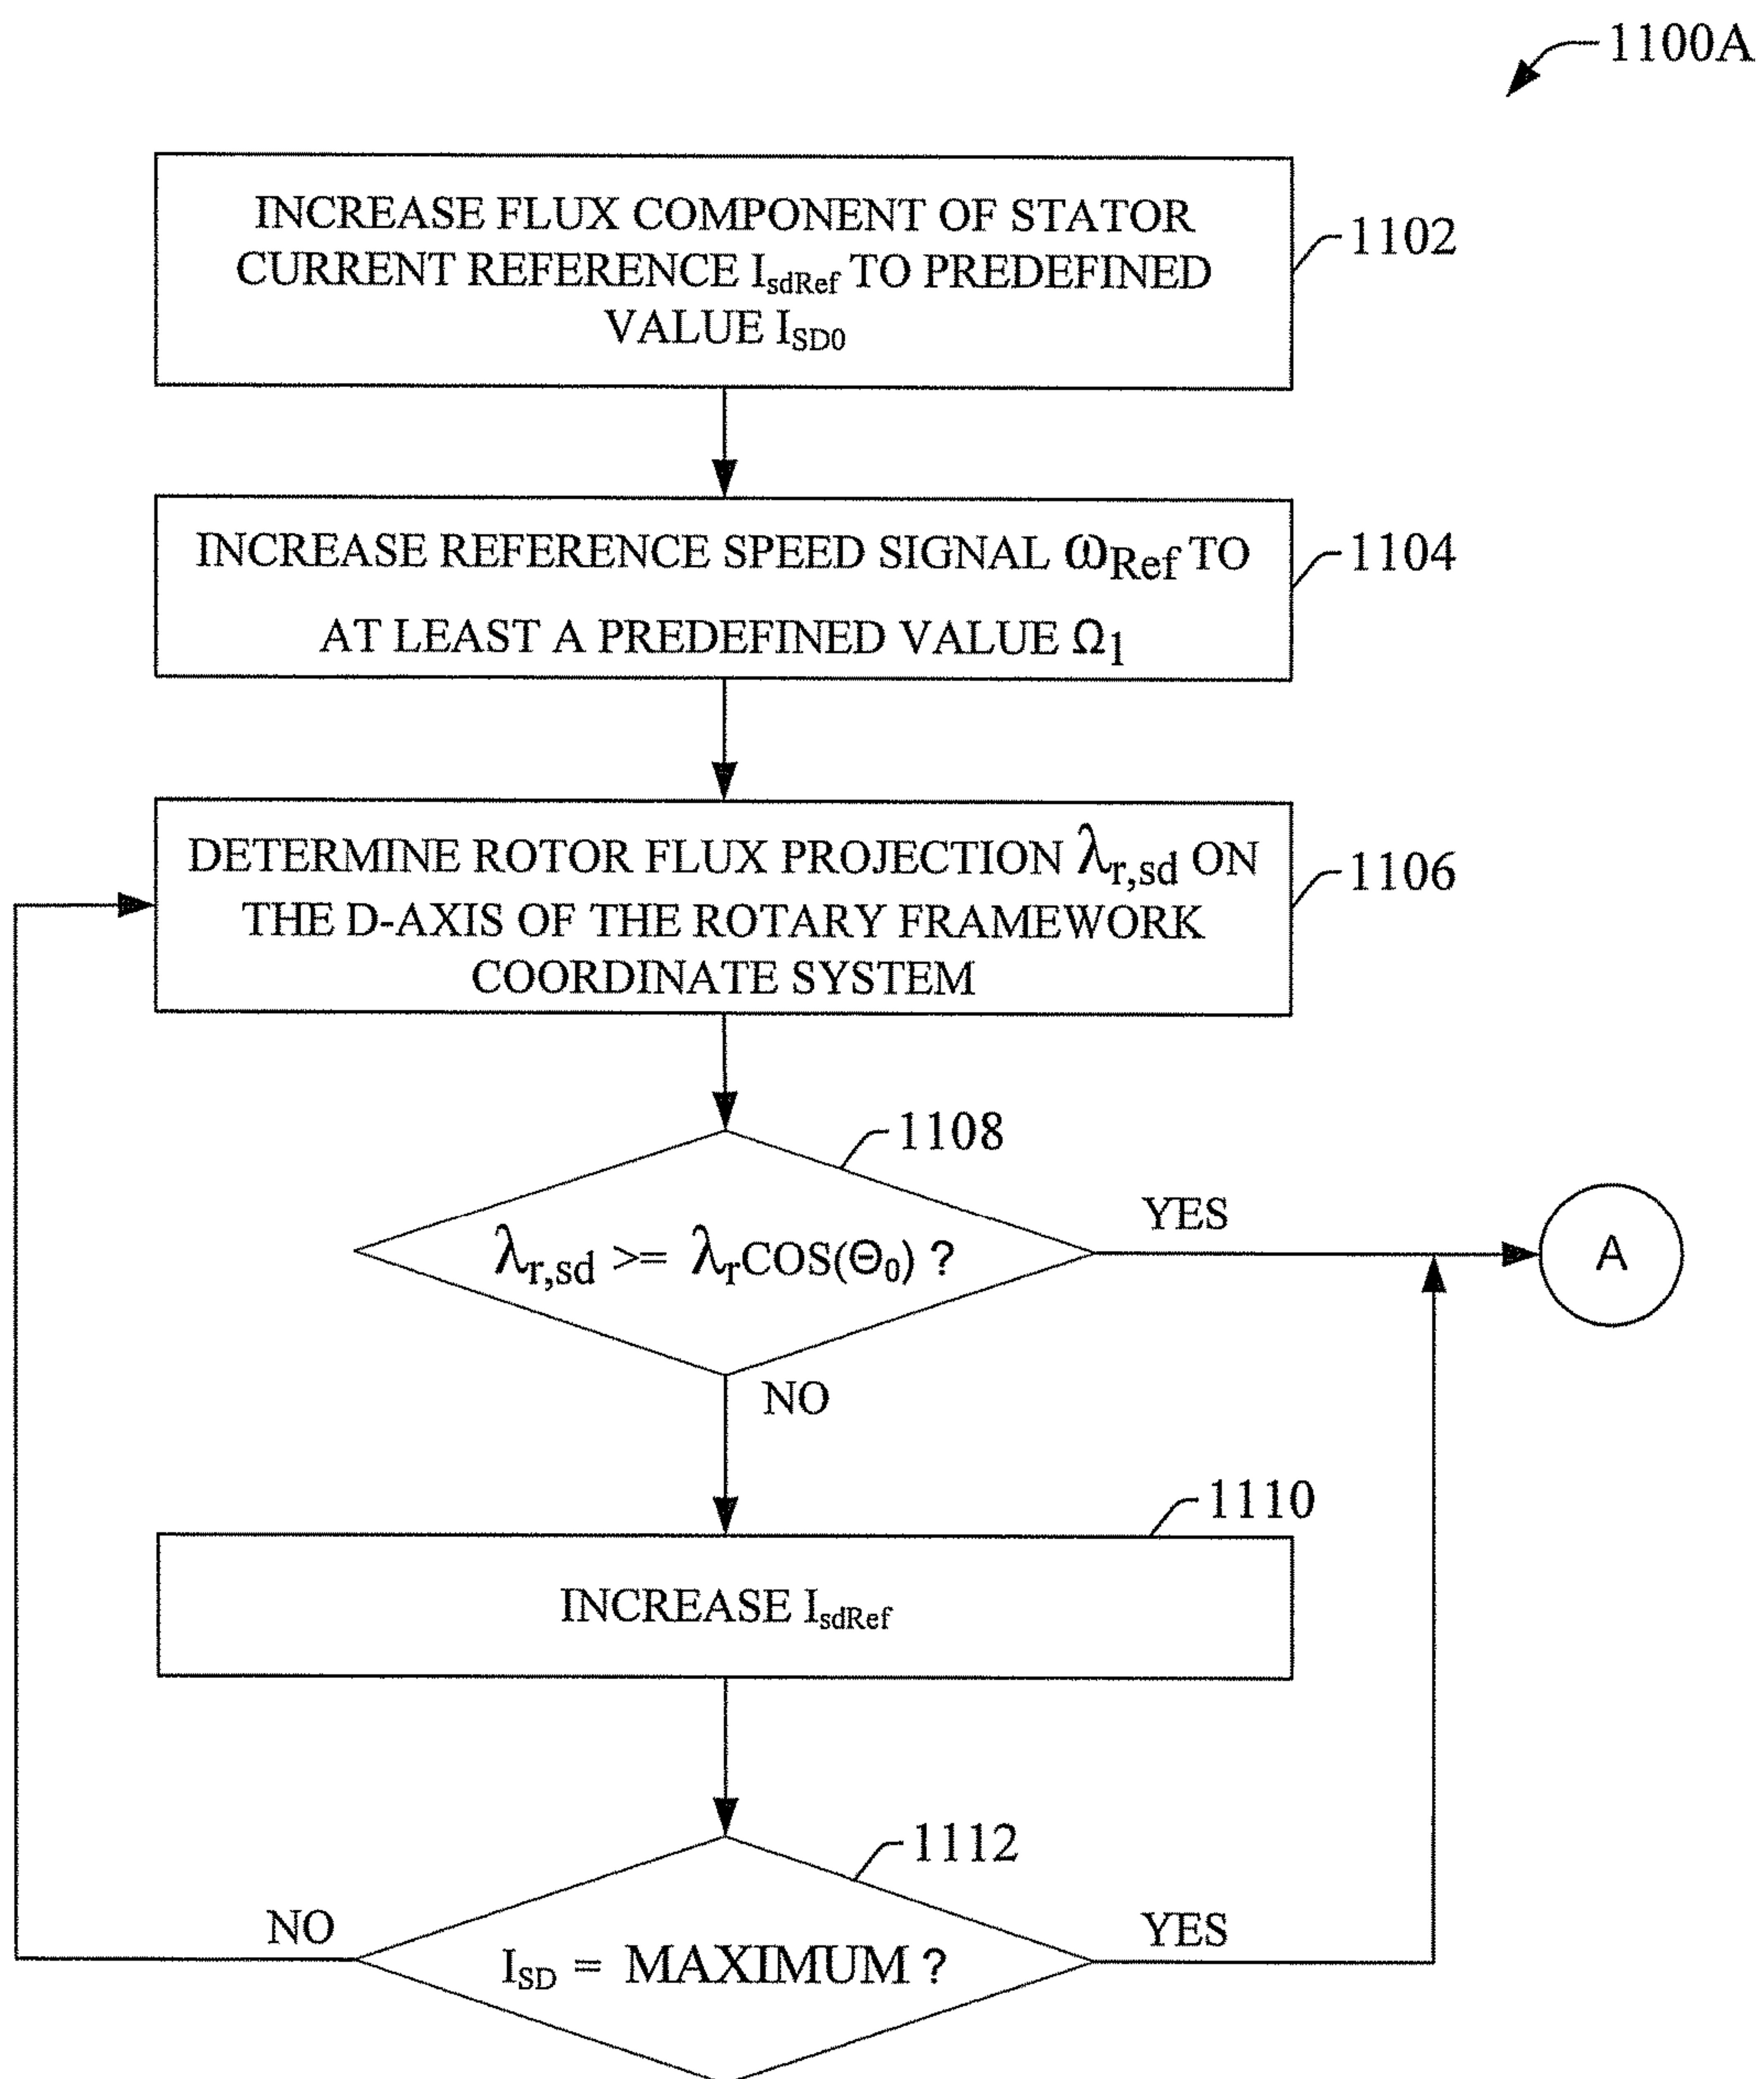 1100A
INCREASE FLUX COMPONENT OF STATOR
CURRENT REFERENCE IsdRef TO PREDEFINED
VALUE ISD0
1102
INCREASE REFERENCE SPEED SIGNAL ωRef TO
AT LEAST A PREDEFINED VALUE Ω1
1104
DETERMINE ROTOR FLUX PROJECTION λr,sd ON
THE D-AXIS OF THE ROTARY FRAMEWORK
COORDINATE SYSTEM
1106
1108
λr,sd >= λrCOS(Θ0) ?
YES
A
NO
1110
INCREASE IsdRef
1112
NO
ISD = MAXIMUM ?
YES